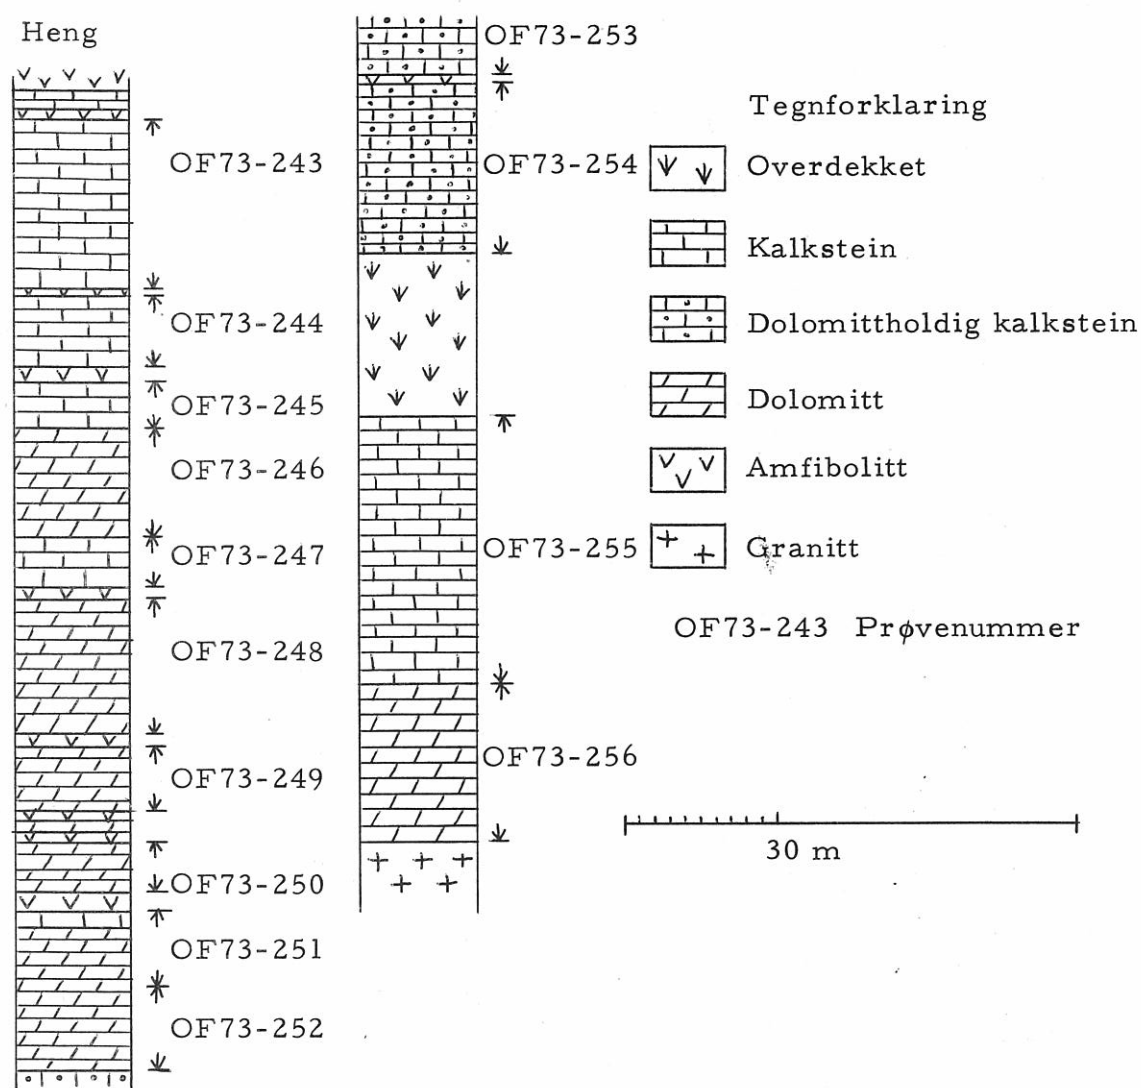 Heng
OF73-243
OF73-244
OF73-245
OF73-246
OF73-247
OF73-248
OF73-249
OF73-250
OF73-251
OF73-252
OF73-253
OF73-254
OF73-255
OF73-256
Tegnforklaring
Overdekket
Kalkstein
Dolomittholdig kalkstein
Dolomitt
Amfibolitt
Granitt
OF73-243 Prøvenummer
30 m